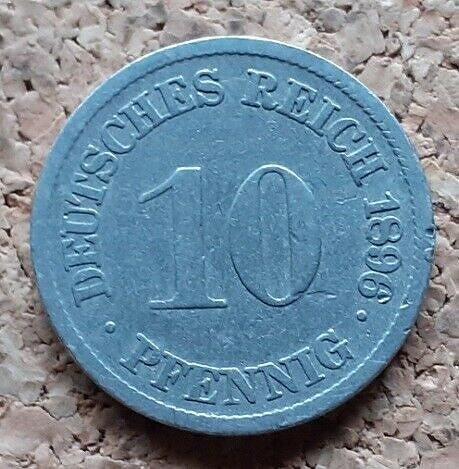 DEUTSCHES REICH 1896
10
· PFENNIG ·